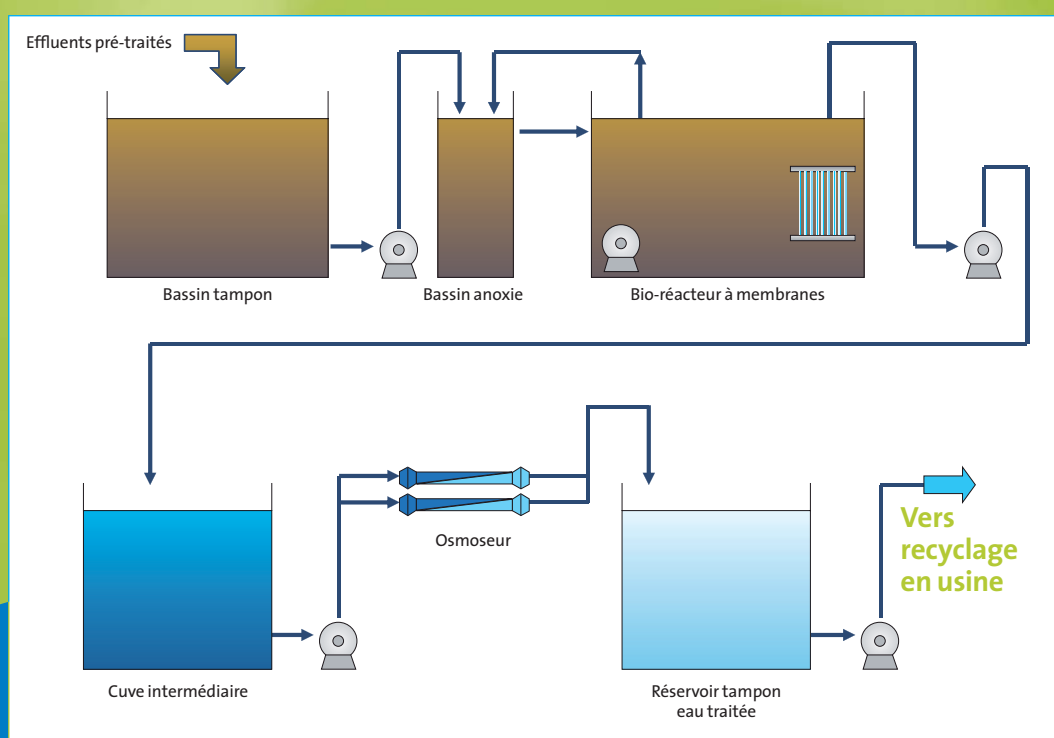 Effluents pré-traités
Bassin tampon
Bassin anoxie
Bio-réacteur à membranes
Osmoseur
Vers
recyclage
en usine
Cuve intermédiaire
Réservoir tampon
eau traitée